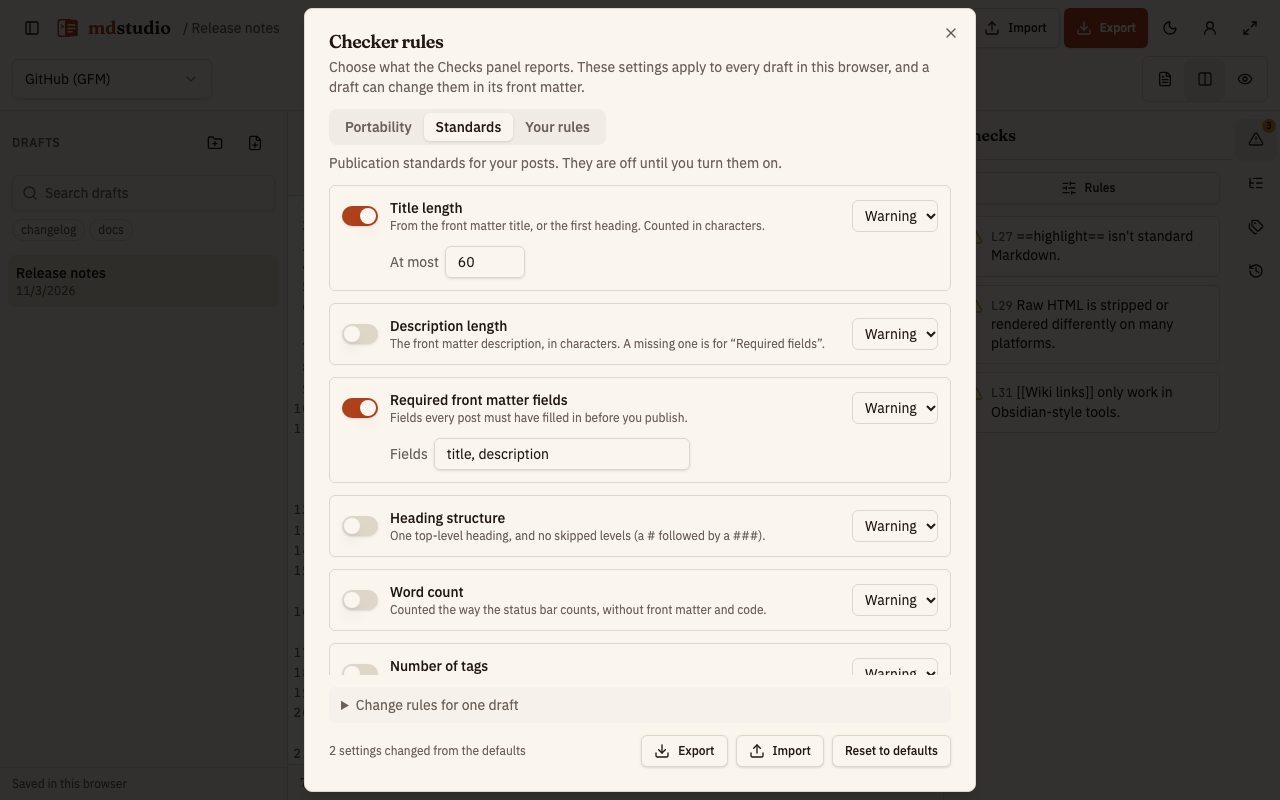 mdstudio / Release notes
Import
Export
GitHub (GFM)
DRAFTS
Search drafts
changelog docs
Release notes
11/3/2026
Saved in this browser
Checker rules
Choose what the Checks panel reports. These settings apply to every draft in this browser, and a
draft can change them in its front matter.
Portability Standards Your rules
Publication standards for your posts. They are off until you turn them on.
Title length
From the front matter title, or the first heading. Counted in characters.
Warning
At most 60
Description length
The front matter description, in characters. A missing one is for “Required fields”.
Warning
Required front matter fields
Fields every post must have filled in before you publish.
Warning
Fields title, description
Heading structure
One top-level heading, and no skipped levels (a # followed by a ###).
Warning
Word count
Counted the way the status bar counts, without front matter and code.
Warning
Number of tags
Warning
▶ Change rules for one draft
2 settings changed from the defaults
Export
Import
Reset to defaults
3
Rules
L27 ==highlight== isn't standard
Markdown.
L29 Raw HTML is stripped or
rendered differently on many
platforms.
L31 [[Wiki links]] only work in
Obsidian-style tools.